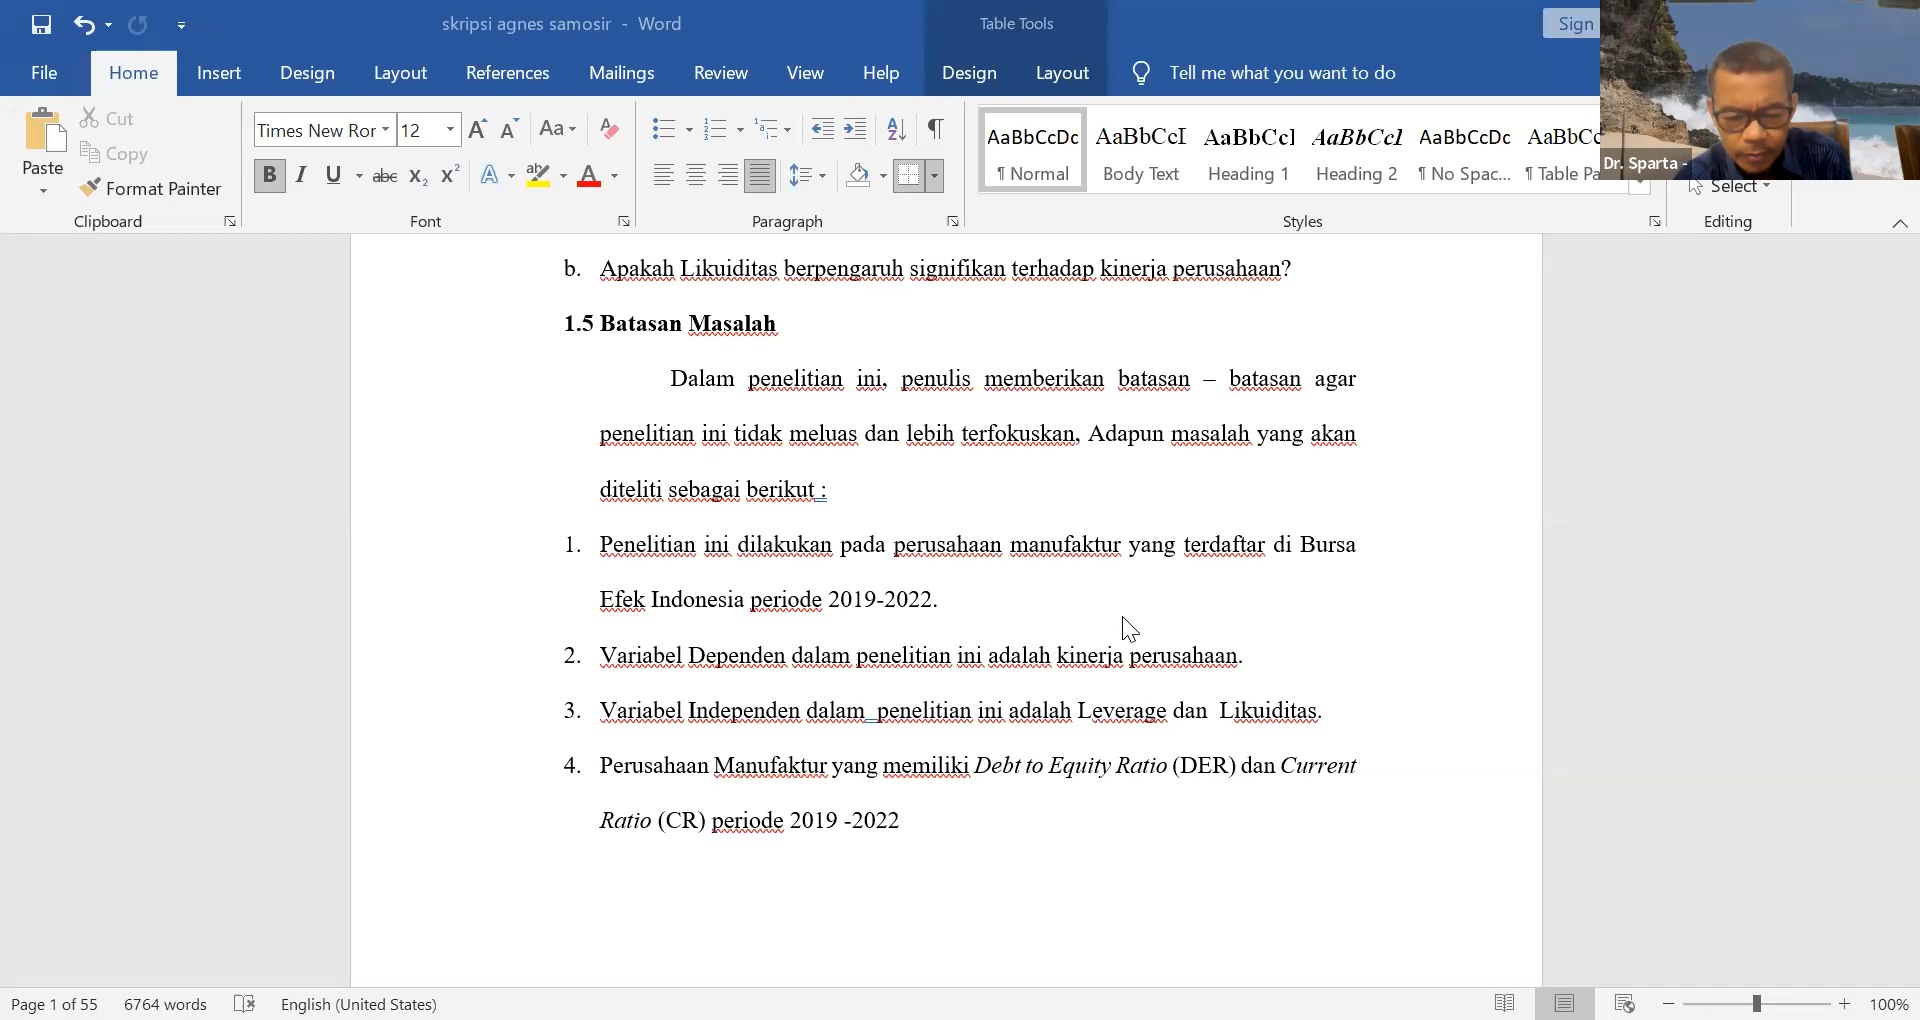 skripsi agnes samosir - Word
Table Tools
Sign
File Home Insert Design Layout References Mailings Review View Help Design Layout Tell me what you want to do
Paste
Cut
Copy
Format Painter
Clipboard
Times New Ror 12
Aa
B I U abc X₂ X²
Font
Paragraph
AaBbCcDc AaBbCcI AaBbCcI AaBbCcI AaBbCcDc AaBbCc
¶ Normal Body Text Heading 1 Heading 2 ¶ No Spac... ¶ Table Pa
Styles
Select
Editing
Dr. Sparta -
b. Apakah Likuiditas berpengaruh signifikan terhadap kinerja perusahaan?
1.5 Batasan Masalah
Dalam penelitian ini, penulis memberikan batasan – batasan agar
penelitian ini tidak meluas dan lebih terfokuskan, Adapun masalah yang akan
diteliti sebagai berikut :
1. Penelitian ini dilakukan pada perusahaan manufaktur yang terdaftar di Bursa
Efek Indonesia periode 2019-2022.
2. Variabel Dependen dalam penelitian ini adalah kinerja perusahaan.
3. Variabel Independen dalam  penelitian ini adalah Leverage dan  Likuiditas.
4. Perusahaan Manufaktur yang memiliki Debt to Equity Ratio (DER) dan Current
Ratio (CR) periode 2019 -2022
Page 1 of 55 6764 words English (United States) 100%